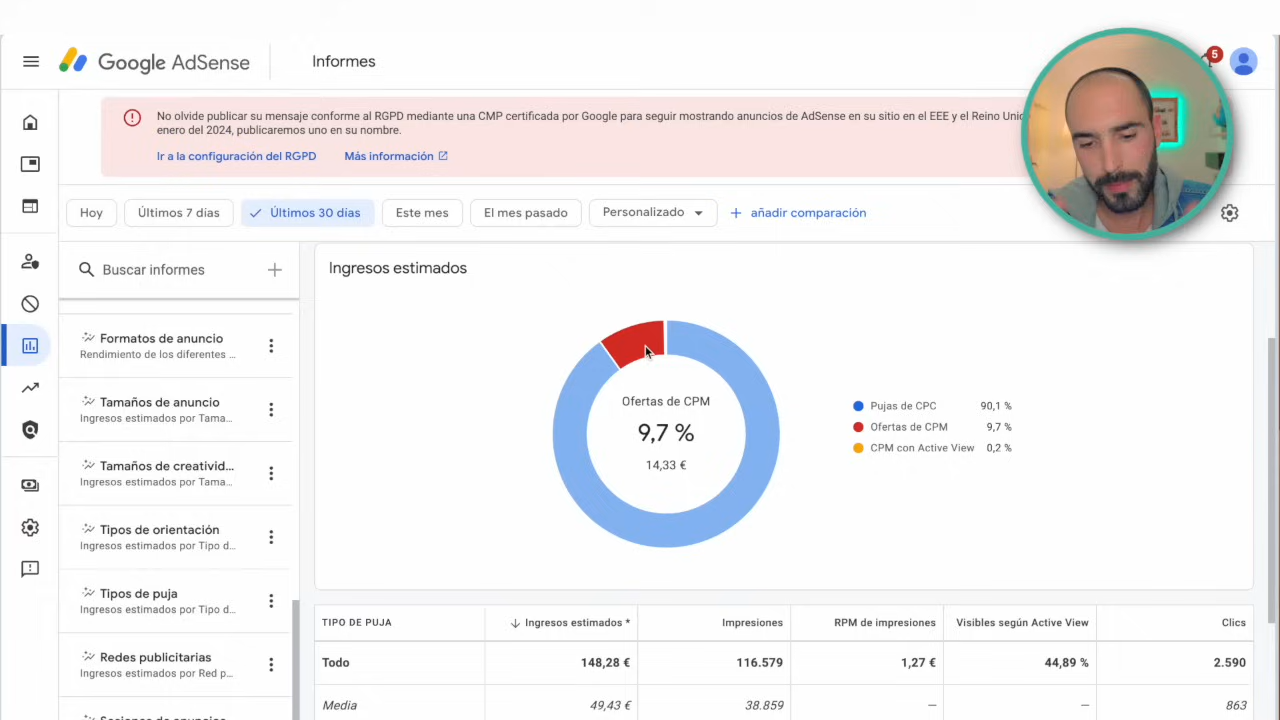 Google AdSense
Informes
5
No olvide publicar su mensaje conforme al RGPD mediante una CMP certificada por Google para seguir mostrando anuncios de AdSense en su sitio en el EEE y el Reino
enero del 2024, publicaremos uno en su nombre.
Ir a la configuración del RGPD
Más información
Hoy
Últimos 7 días
Últimos 30 días
Este mes
El mes pasado
Personalizado
añadir comparación
Buscar informes
Formatos de anuncio
Rendimiento de los diferentes ...
Tamaños de anuncio
Ingresos estimados por Tama...
Tamaños de creativid...
Ingresos estimados por Tama...
Tipos de orientación
Ingresos estimados por Tipo d...
Tipos de puja
Ingresos estimados por Tipo d...
Redes publicitarias
Ingresos estimados por Red p...
Ingresos estimados
Ofertas de CPM
9,7 %
14,33 €
Pujas de CPC 90,1 %
Ofertas de CPM 9,7 %
CPM con Active View 0,2 %
TIPO DE PUJA Ingresos estimados * Impresiones RPM de impresiones Visibles según Active View Clics
Todo 148,28 € 116.579 1,27 € 44,89 % 2.590
Media 49,43 € 38.859 — — 863